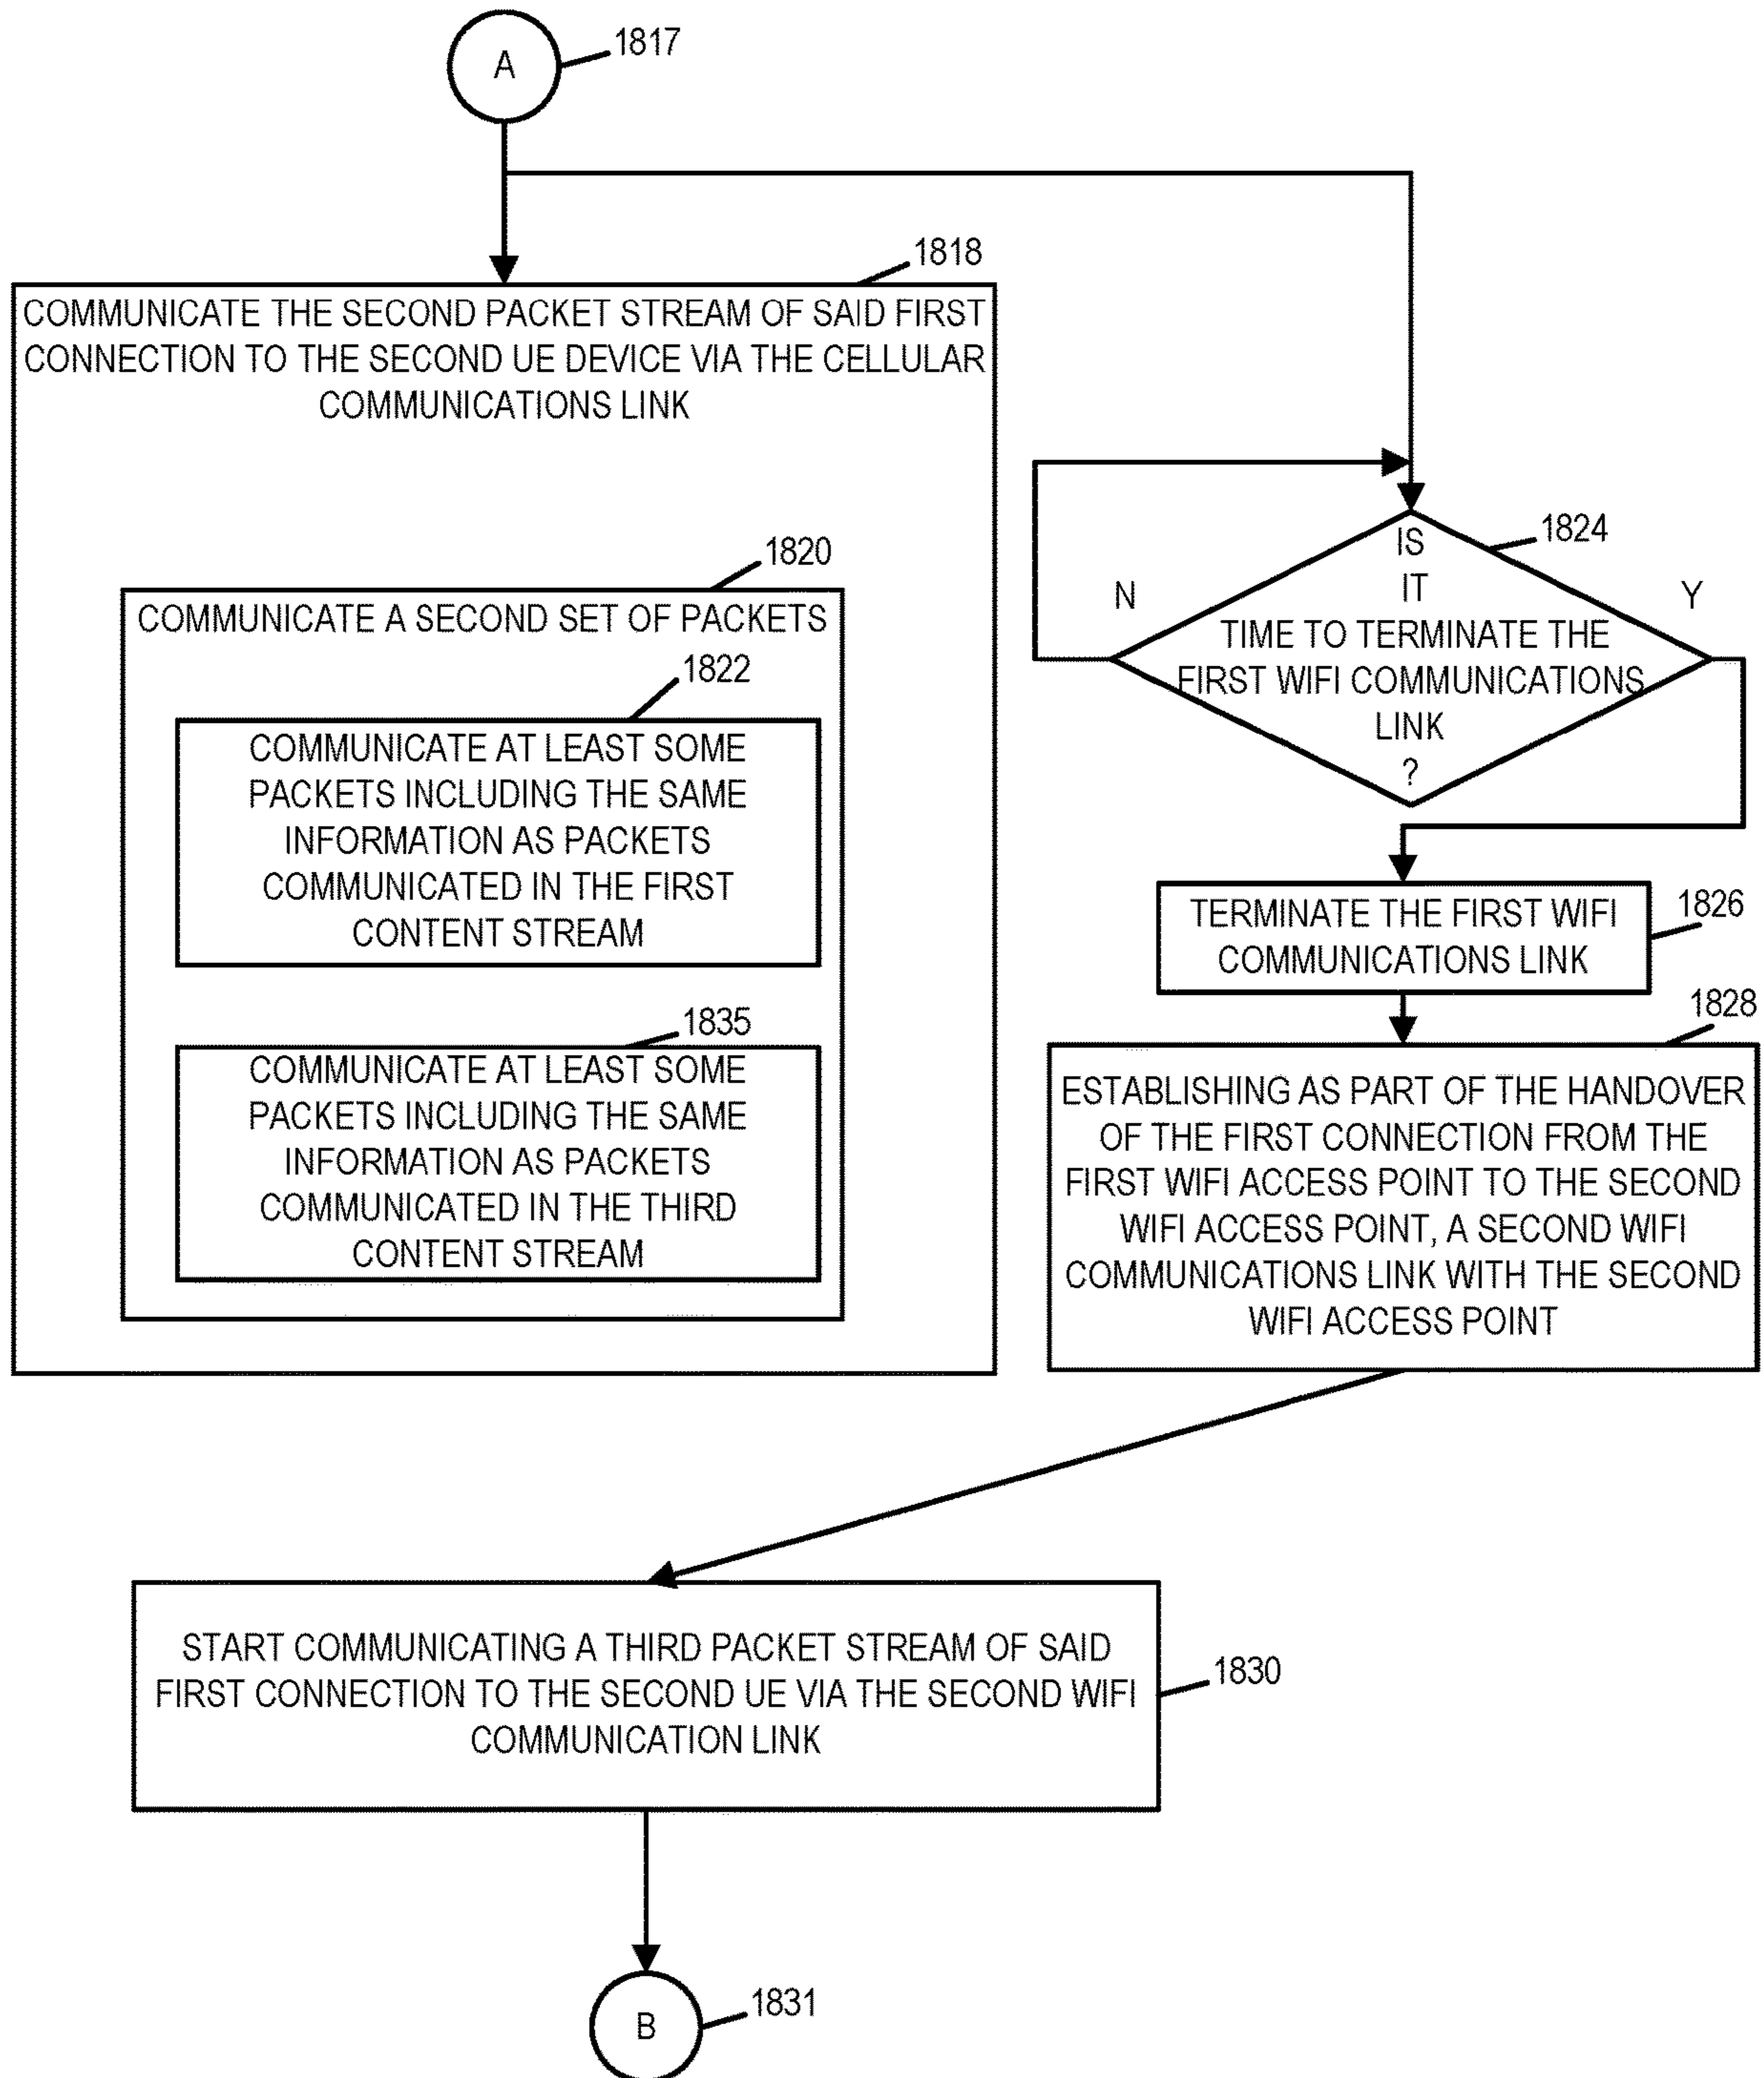 A
1817
1818
COMMUNICATE THE SECOND PACKET STREAM OF SAID FIRST
CONNECTION TO THE SECOND UE DEVICE VIA THE CELLULAR
COMMUNICATIONS LINK
1820
COMMUNICATE A SECOND SET OF PACKETS
1822
COMMUNICATE AT LEAST SOME
PACKETS INCLUDING THE SAME
INFORMATION AS PACKETS
COMMUNICATED IN THE FIRST
CONTENT STREAM
1835
COMMUNICATE AT LEAST SOME
PACKETS INCLUDING THE SAME
INFORMATION AS PACKETS
COMMUNICATED IN THE THIRD
CONTENT STREAM
1824
N
Y
IS
IT
TIME TO TERMINATE THE
FIRST WIFI COMMUNICATIONS
LINK
?
1826
TERMINATE THE FIRST WIFI
COMMUNICATIONS LINK
1828
ESTABLISHING AS PART OF THE HANDOVER
OF THE FIRST CONNECTION FROM THE
FIRST WIFI ACCESS POINT TO THE SECOND
WIFI ACCESS POINT, A SECOND WIFI
COMMUNICATIONS LINK WITH THE SECOND
WIFI ACCESS POINT
START COMMUNICATING A THIRD PACKET STREAM OF SAID
FIRST CONNECTION TO THE SECOND UE VIA THE SECOND WIFI
COMMUNICATION LINK
1830
B
1831